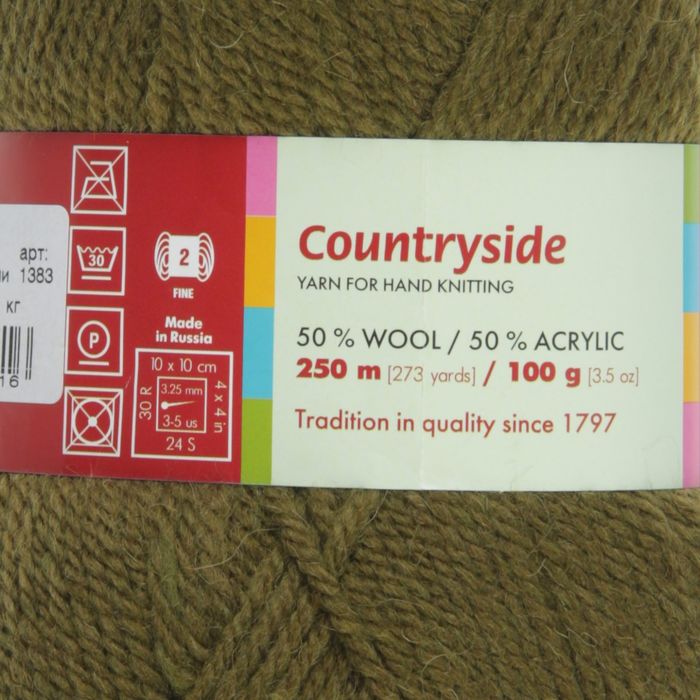 арт:
1383
кг
16
30
P
2
FINE
Made
in Russia
10 x 10 cm
30 R
3.25 mm
3-5 us
4 x 4 in
24 S
Countryside
YARN FOR HAND KNITTING
50 % WOOL / 50 % ACRYLIC
250 m [273 yards] / 100 g [3.5 oz]
Tradition in quality since 1797